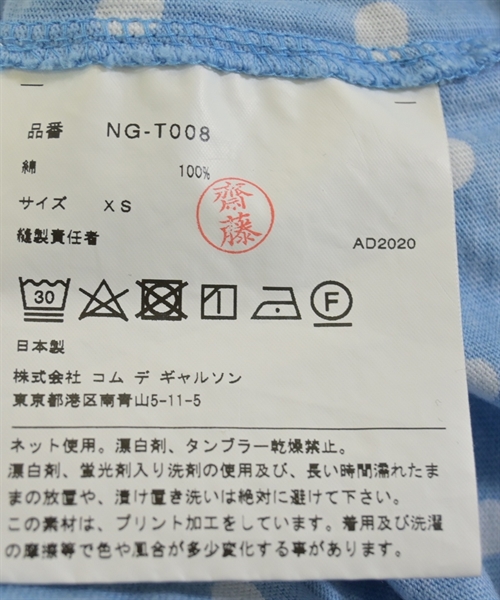 品番 NG-T008
綿 100%
サイズ XS
縫製責任者 齋藤 AD2020
30 F
日本製
株式会社 コム デ ギャルソン
東京都港区南青山5-11-5
ネット使用。漂白剤、タンブラー乾燥禁止。
漂白剤、蛍光剤入り洗剤の使用及び、長い時間濡れたま
まの放置や、漬け置き洗いは絶対に避けて下さい。
この素材は、プリント加工をしています。着用及び洗濯
の摩擦等で色や風合が多少変化する事があります。